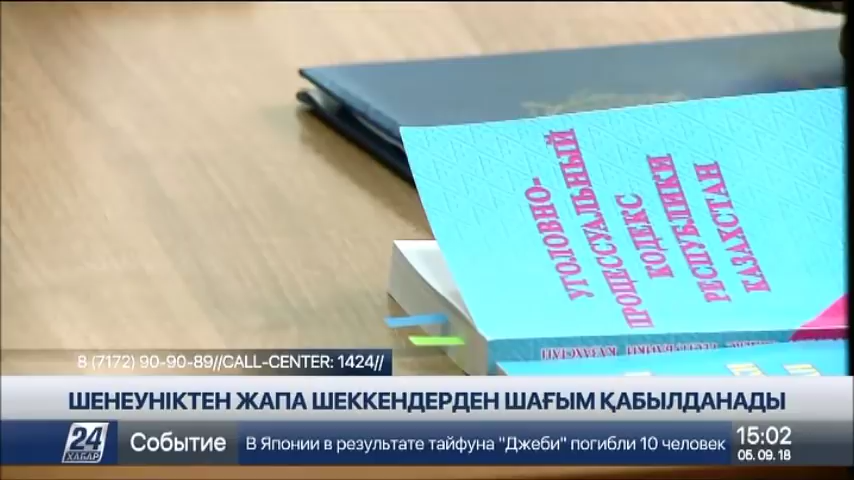 УГОЛОВНО-
ПРОЦЕССУАЛЬНЫЙ
КОДЕКС
РЕСПУБЛИКИ
КАЗАХСТАН
8 (7172) 90-90-89//CALL-CENTER: 1424//
ШЕНЕУНІКТЕН ЖАПА ШЕККЕНДЕРДЕН ШАҒЫМ ҚАБЫЛДАНАДЫ
24
ХАБАР
Событие
В Японии в результате тайфуна "Джеби" погибли 10 человек
15:02
05.09.18